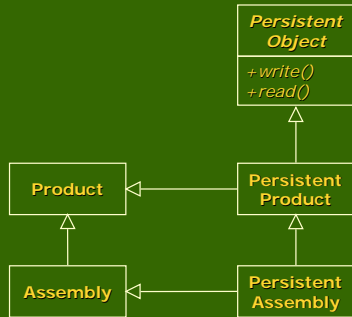 Persistent
Object
+write()
+read()
Product
Persistent
Product
Assembly
Persistent
Assembly